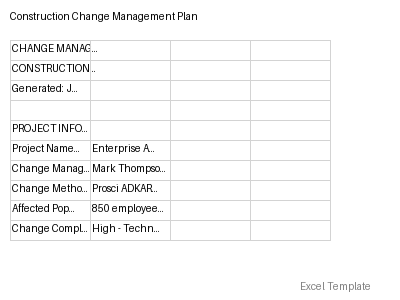 Construction Change Management Plan
CHANGE MANAG...
CONSTRUCTION...
Generated: J...
PROJECT INFO...
Project Name... Enterprise A...
Change Manag... Mark Thompso...
Change Metho... Prosci ADKAR...
Affected Pop... 850 employee...
Change Compl... High - Techn...
Excel Template